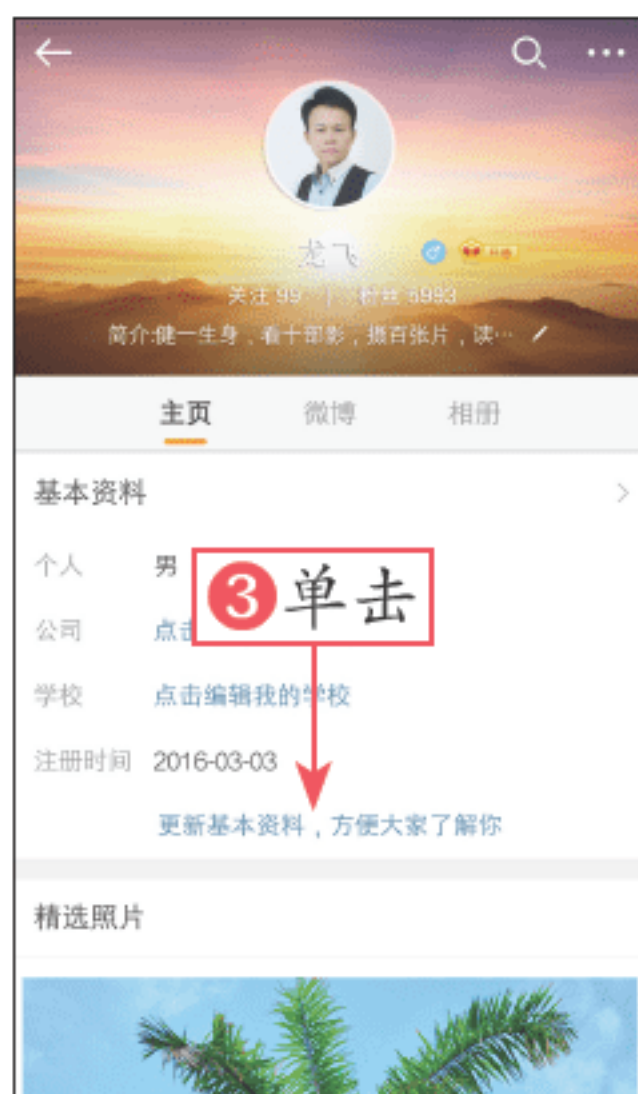 龙飞
关注 99 | 粉丝 5993
简介:健一生身，看十部影，摄百张片，读…
主页 微博 相册
基本资料
个人 男
③单击
公司 点击
学校 点击编辑我的学校
注册时间 2016-03-03
更新基本资料，方便大家了解你
精选照片